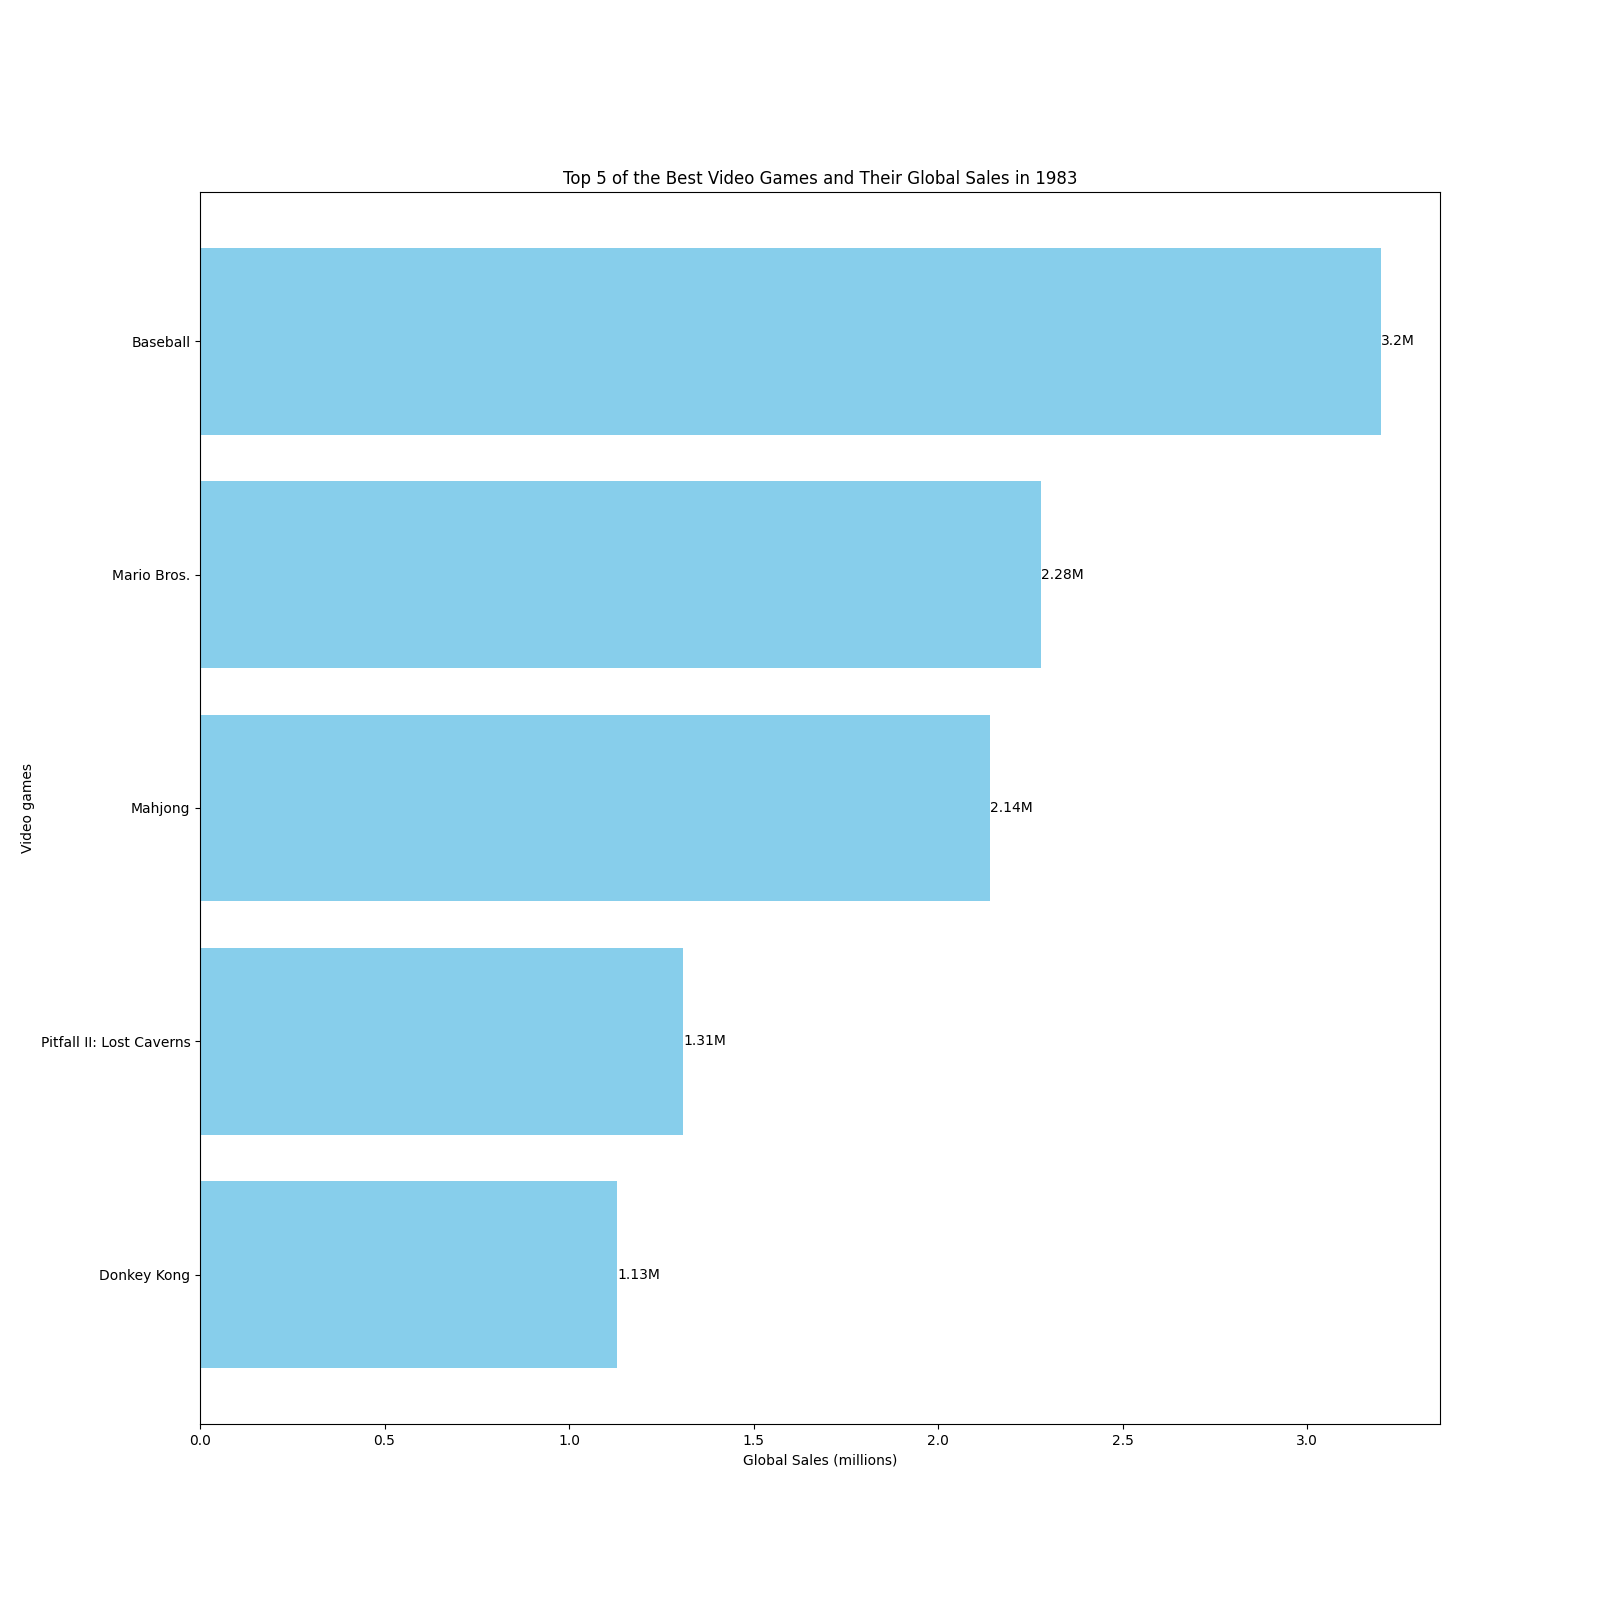 Top 5 of the Best Video Games and Their Global Sales in 1983
Baseball
3.2M
Mario Bros.
2.28M
Mahjong
2.14M
Pitfall II: Lost Caverns
1.31M
Donkey Kong
1.13M
Video games
0.0 0.5 1.0 1.5 2.0 2.5 3.0
Global Sales (millions)